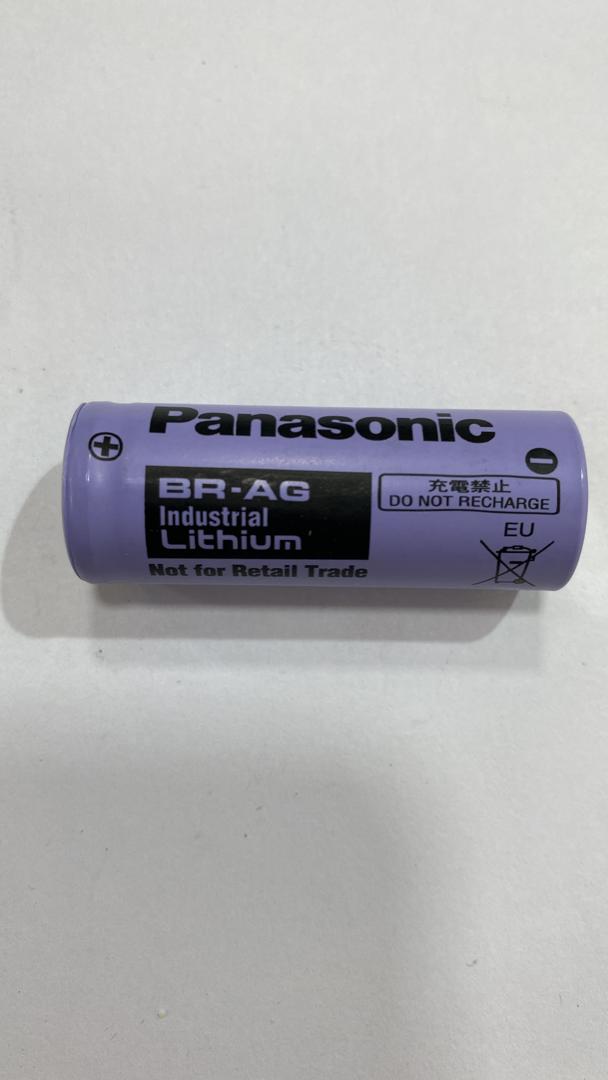 Panasonic
BR-AG
Industrial
Lithium
Not for Retail Trade
充電禁止
DO NOT RECHARGE
EU